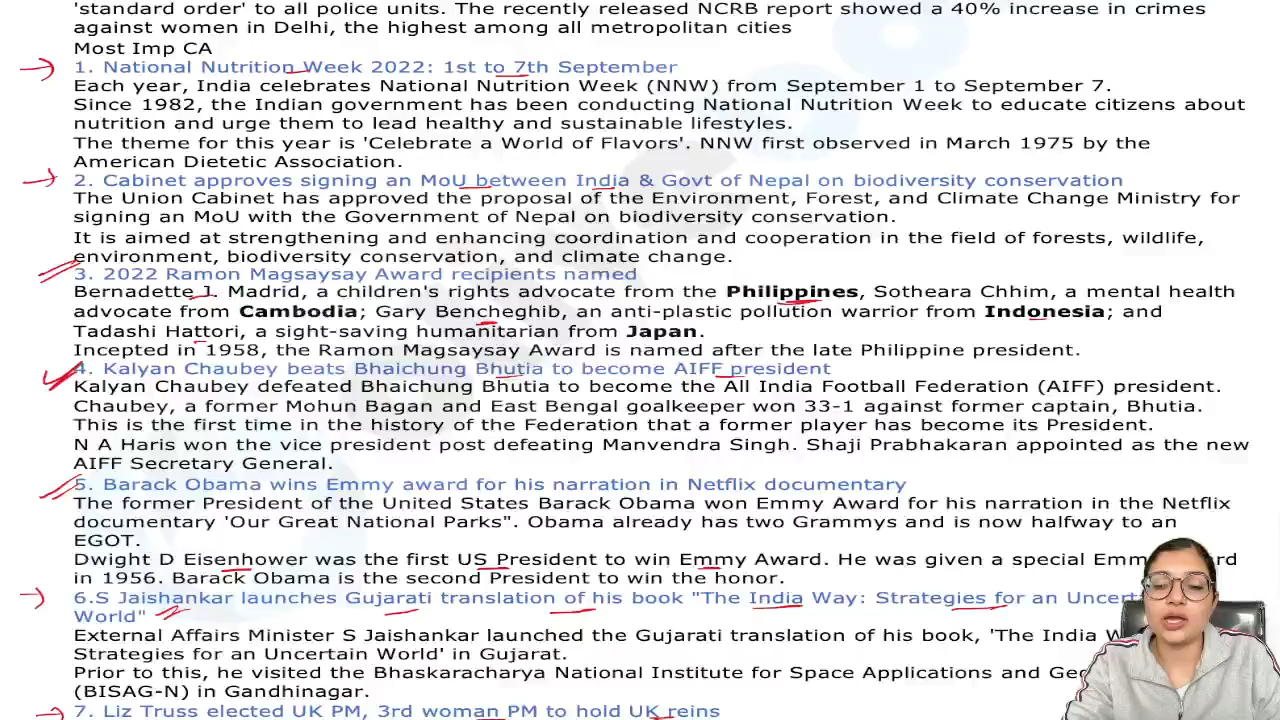 'standard order' to all police units. The recently released NCRB report showed a 40% increase in crimes
against women in Delhi, the highest among all metropolitan cities
Most Imp CA
1. National Nutrition Week 2022: 1st to 7th September
Each year, India celebrates National Nutrition Week (NNW) from September 1 to September 7.
Since 1982, the Indian government has been conducting National Nutrition Week to educate citizens about
nutrition and urge them to lead healthy and sustainable lifestyles.
The theme for this year is 'Celebrate a World of Flavors'. NNW first observed in March 1975 by the
American Dietetic Association.
2. Cabinet approves signing an MoU between India & Govt of Nepal on biodiversity conservation
The Union Cabinet has approved the proposal of the Environment, Forest, and Climate Change Ministry for
signing an MoU with the Government of Nepal on biodiversity conservation.
It is aimed at strengthening and enhancing coordination and cooperation in the field of forests, wildlife,
environment, biodiversity conservation, and climate change.
3. 2022 Ramon Magsaysay Award recipients named
Bernadette J. Madrid, a children's rights advocate from the Philippines, Sotheara Chhim, a mental health
advocate from Cambodia; Gary Bencheghib, an anti-plastic pollution warrior from Indonesia; and
Tadashi Hattori, a sight-saving humanitarian from Japan.
Incepted in 1958, the Ramon Magsaysay Award is named after the late Philippine president.
4. Kalyan Chaubey beats Bhaichung Bhutia to become AIFF president
Kalyan Chaubey defeated Bhaichung Bhutia to become the All India Football Federation (AIFF) president.
Chaubey, a former Mohun Bagan and East Bengal goalkeeper won 33-1 against former captain, Bhutia.
This is the first time in the history of the Federation that a former player has become its President.
N A Haris won the vice president post defeating Manvendra Singh. Shaji Prabhakaran appointed as the new
AIFF Secretary General.
5. Barack Obama wins Emmy award for his narration in Netflix documentary
The former President of the United States Barack Obama won Emmy Award for his narration in the Netflix
documentary 'Our Great National Parks". Obama already has two Grammys and is now halfway to an
EGOT.
Dwight D Eisenhower was the first US President to win Emmy Award. He was given a special
in 1956. Barack Obama is the second President to win the honor.
6.S Jaishankar launches Gujarati translation of his book "The India Way: Strategies for an
World"
External Affairs Minister S Jaishankar launched the Gujarati translation of his book, 'The India
Strategies for an Uncertain World' in Gujarat.
Prior to this, he visited the Bhaskaracharya National Institute for Space Applications and
(BISAG-N) in Gandhinagar.
7. Liz Truss elected UK PM, 3rd woman PM to hold UK reins